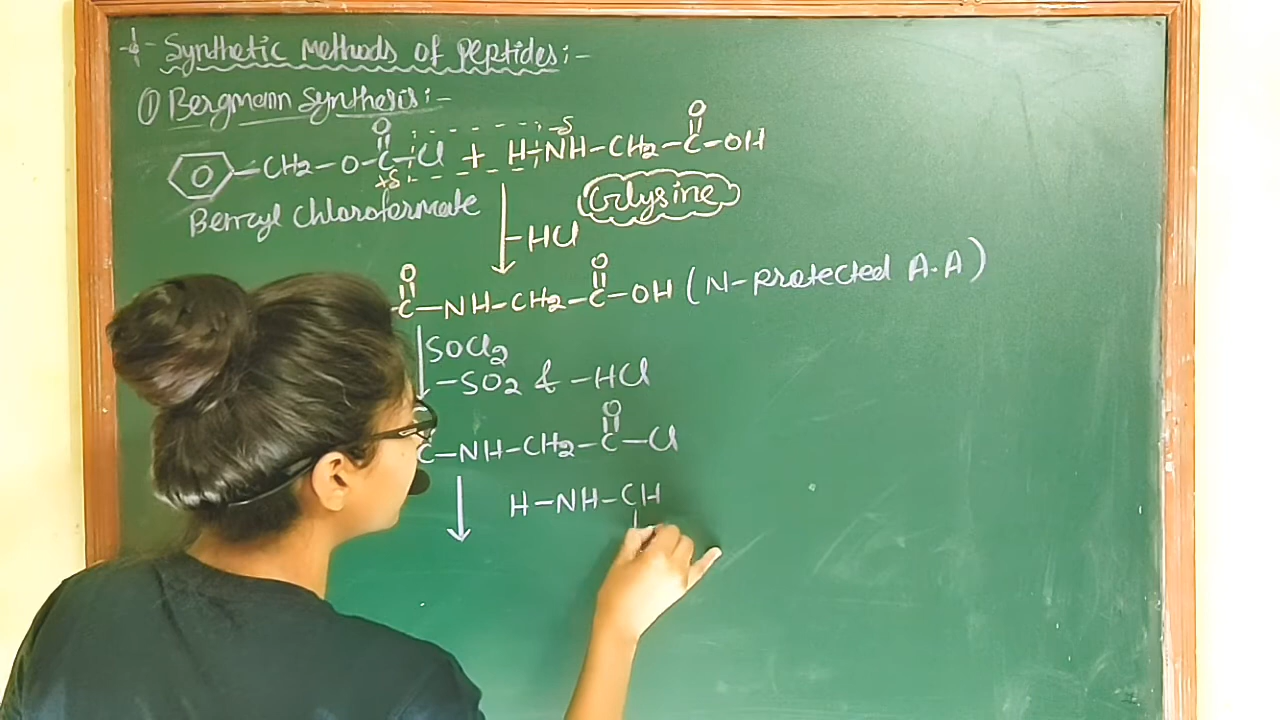 Synthetic Methods of Peptides:-
① Bergmann Synthesis:-
O O
|| ||
CH2-O-C-Cl + H-NH-CH2-C-OH
+δ -δ
Benzyl Chloroformate Glysine
-HCl
O O
|| ||
-C-NH-CH2-C-OH (N-Protected A.A)
SOCl2
-SO2 & -HCl
O
||
C-NH-CH2-C-Cl
H-NH-CH